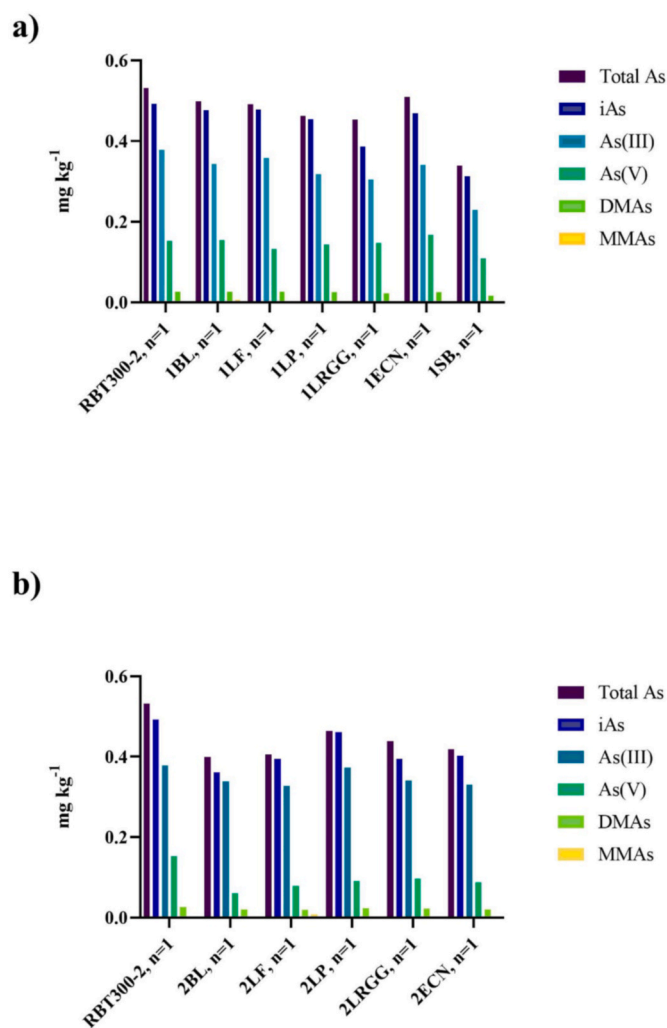 a)
0.6
0.4
0.2
0.0
mg kg⁻¹
RBT300-2, n=1
1BL, n=1
1LF, n=1
1LP, n=1
1LRGG, n=1
1ECN, n=1
1SB, n=1
Total As
iAs
As(III)
As(V)
DMAs
MMAs
b)
0.6
0.4
0.2
0.0
mg kg⁻¹
RBT300-2, n=1
2BL, n=1
2LF, n=1
2LP, n=1
2LRGG, n=1
2ECN, n=1
Total As
iAs
As(III)
As(V)
DMAs
MMAs